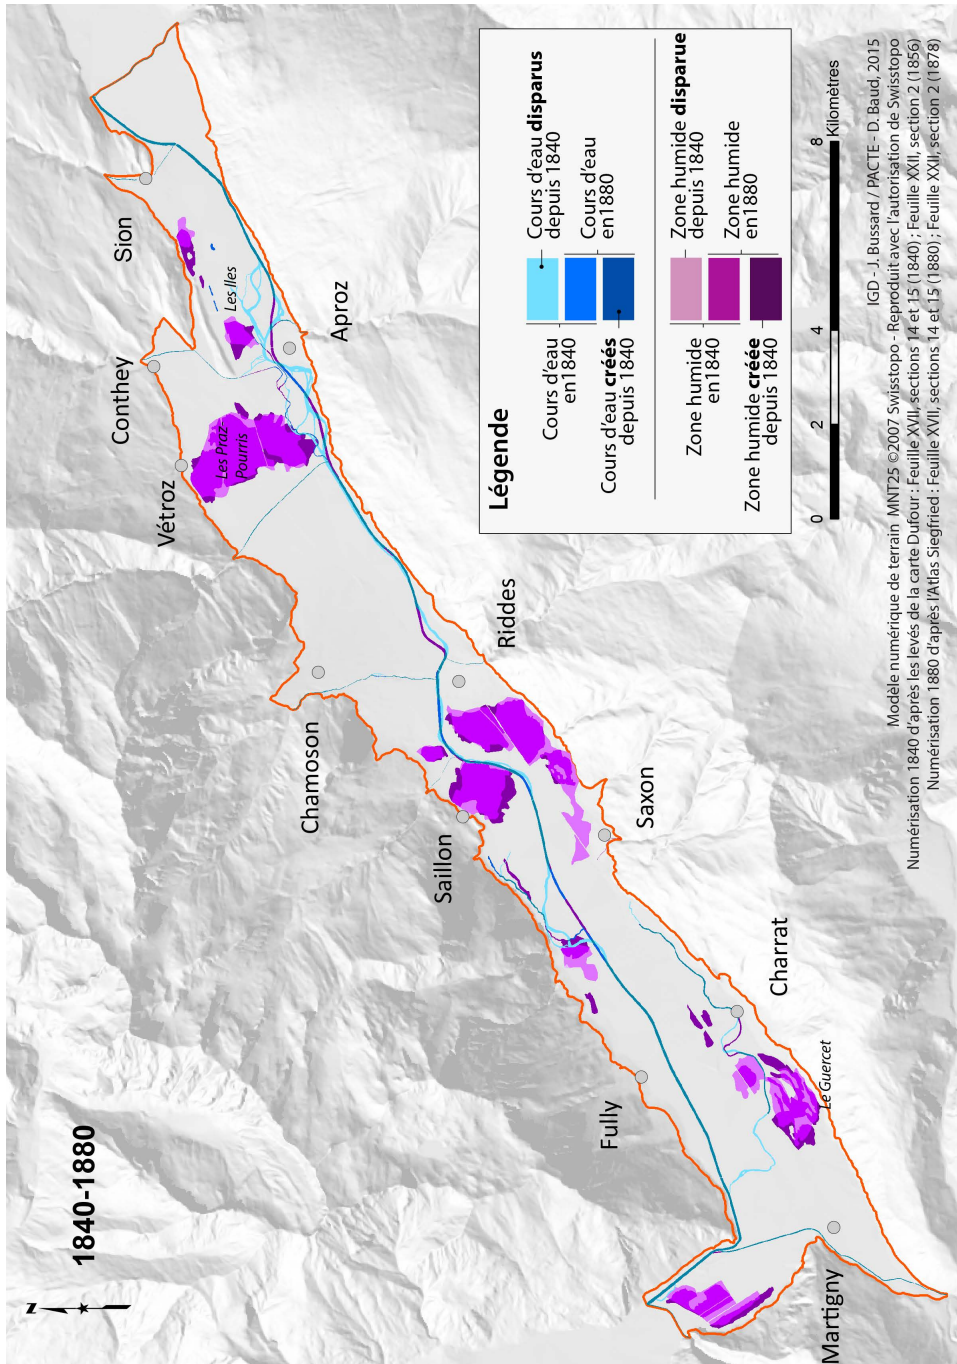 1840-1880
N
Sion
Les Iles
Aproz
Conthey
Les Praz-
Pourris
Vétroz
Riddes
Chamoson
Saxon
Saillon
Charrat
Le Guercet
Fully
Martigny
Légende
Cours d'eau
en1840
Cours d'eau créés
depuis 1840
Cours d'eau disparus
depuis 1840
Cours d'eau
en1880
Zone humide
en1840
Zone humide créée
depuis 1840
Zone humide disparue
depuis 1840
Zone humide
en1880
0 2 4 8
Kilomètres
IGD - J. Bussard / PACTE - D. Baud, 2015
Modèle numérique de terrain MNT25 ©2007 Swisstopo - Reproduit avec l'autorisation de Swisstopo
Numérisation 1840 d'après les levés de la carte Dufour : Feuille XVII, sections 14 et 15 (1840) ; Feuille XXII, section 2 (1856)
Numérisation 1880 d'après l'Atlas Siegfried : Feuille XVII, sections 14 et 15 (1880) ; Feuille XXII, section 2 (1878)